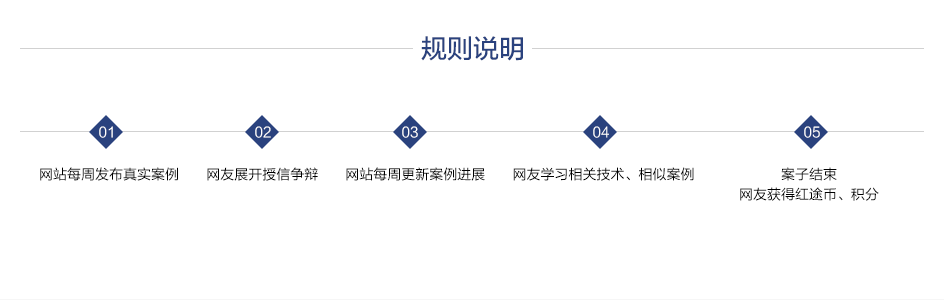 规则说明
01
02
03
04
05
网站每周发布真实案例
网友展开授信争辩
网站每周更新案例进展
网友学习相关技术、相似案例
案子结束
网友获得红途币、积分